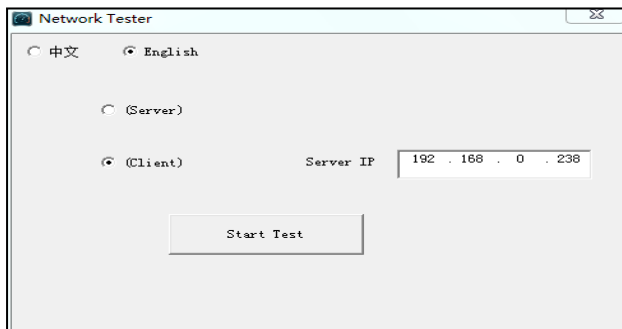 Network Tester
中文 English
(Server)
(Client) Server IP 192 . 168 . 0 . 238
Start Test